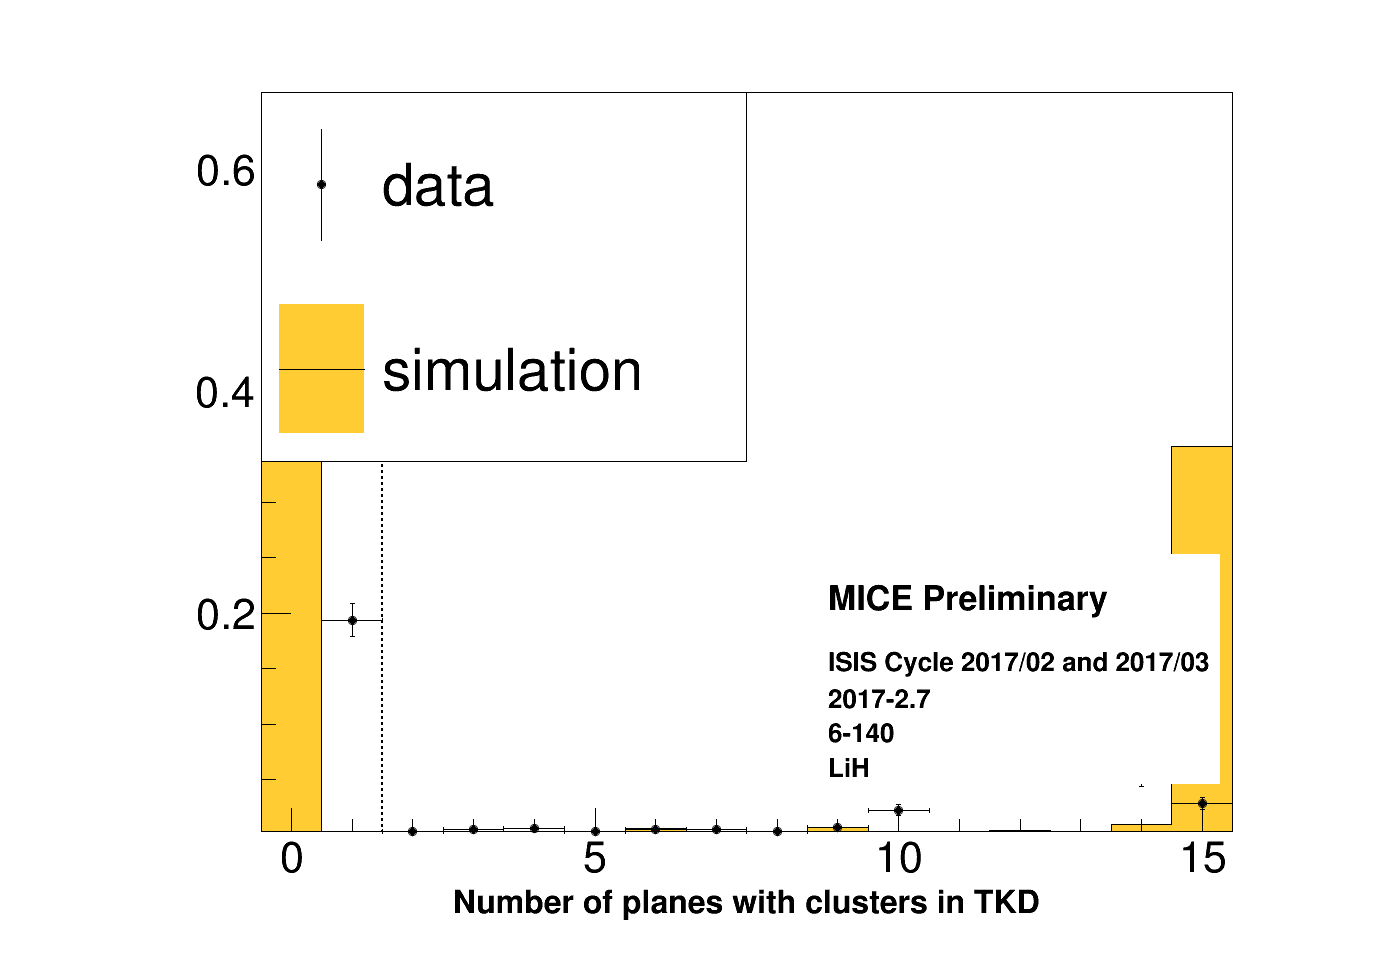 0.6
data
0.4
simulation
0.2
MICE Preliminary
ISIS Cycle 2017/02 and 2017/03
2017-2.7
6-140
LiH
0 5 10 15
Number of planes with clusters in TKD